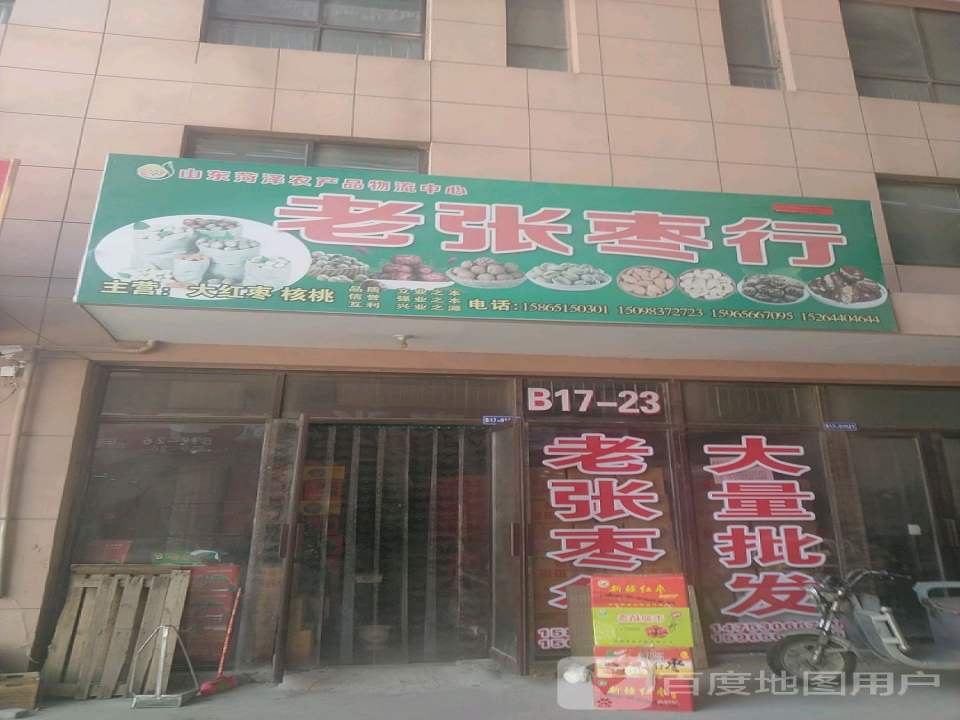 山东菏泽农产品物流中心
老张枣行
主营：大红枣 核桃
品质 立业之本
信誉 强业之本
互利 兴业之源
电话:15865150301 15098372723 15965667095 15264404644
B17-23
老张枣
大量批发
新疆红枣
百度地图用户